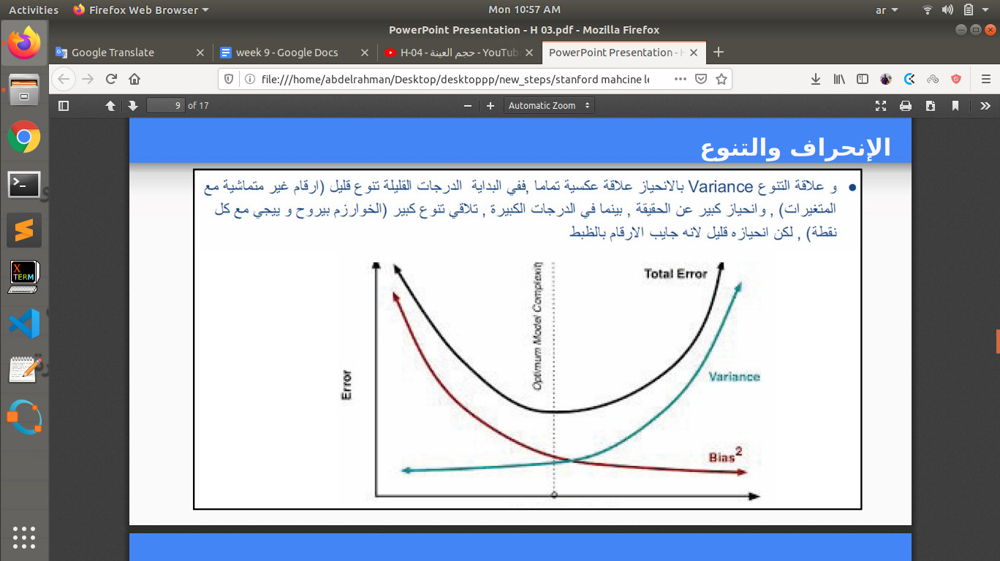 Activities
Firefox Web Browser
Mon 10:57 AM
ar
PowerPoint Presentation - H 03.pdf - Mozilla Firefox
Google Translate
week 9 - Google Docs
H-04 - حجم العينة - YouTub
PowerPoint Presentation - H
file:///home/abdelrahman/Desktop/desktoppp/new_steps/stanford mahcine le
9 of 17
Automatic Zoom
الإنحراف والتنوع
● و علاقة التنوع Variance بالانحياز علاقة عكسية تماما ,ففي البداية الدرجات القليلة تنوع قليل (ارقام غير متماشية مع
المتغيرات) , وانحياز كبير عن الحقيقة , بينما في الدرجات الكبيرة , تلاقي تنوع كبير (الخوارزم بيروح و ييجي مع كل
نقطة) , لكن انحيازه قليل لانه جايب الارقام بالظبط
Total Error
Optimum Model Complexity
Variance
Error
Bias²
X
TERM